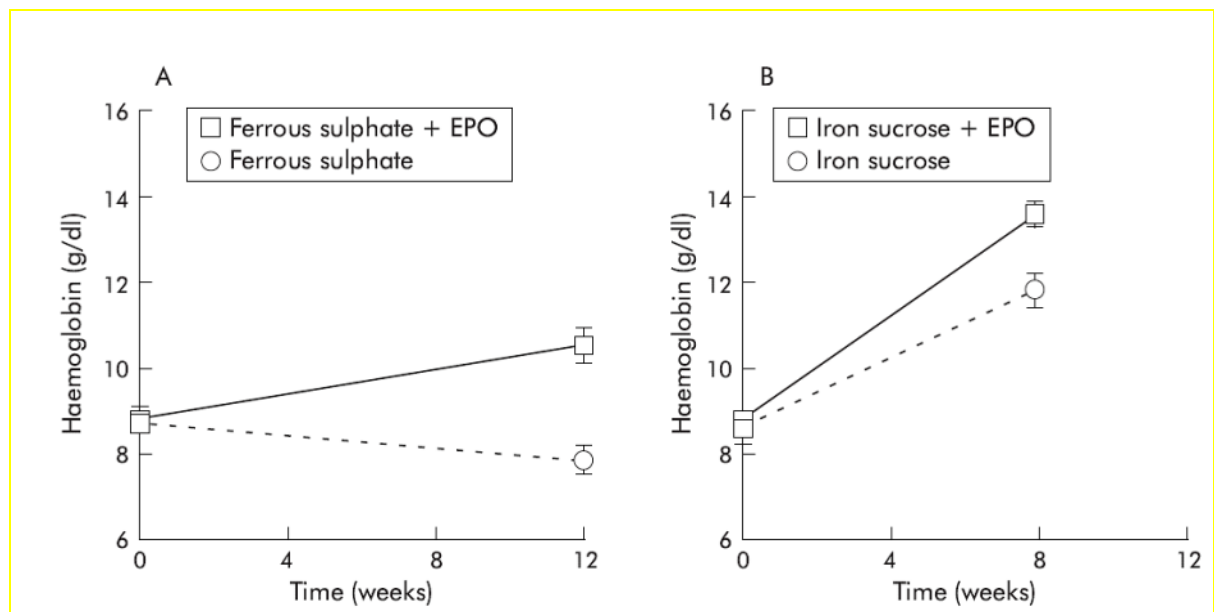 A
Ferrous sulphate + EPO
Ferrous sulphate
Haemoglobin (g/dl)
16
14
12
10
8
6
0
4
8
12
Time (weeks)
B
Iron sucrose + EPO
Iron sucrose
Haemoglobin (g/dl)
16
14
12
10
8
6
0
4
8
12
Time (weeks)